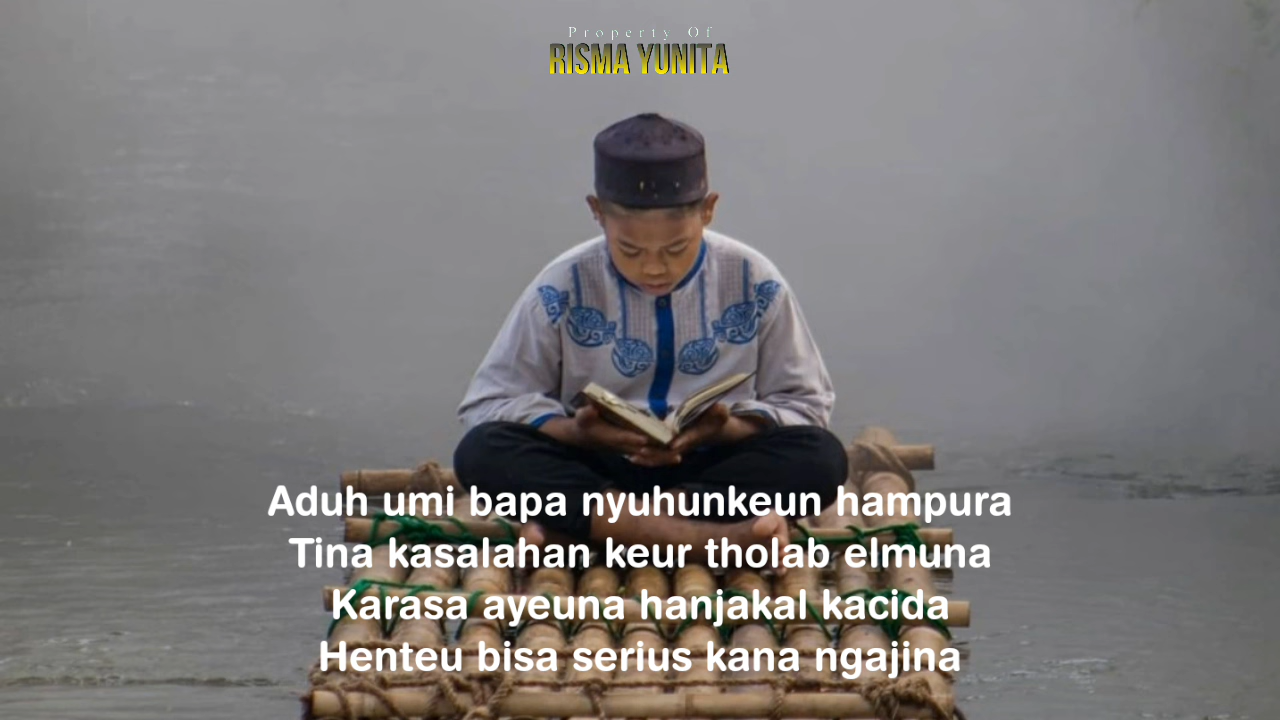 Property Of
RISMA YUNITA
Aduh umi bapa nyuhunkeun hampura
Tina kasalahan keur tholab elmuna
Karasa ayeuna hanjakal kacida
Henteu bisa serius kana ngajina